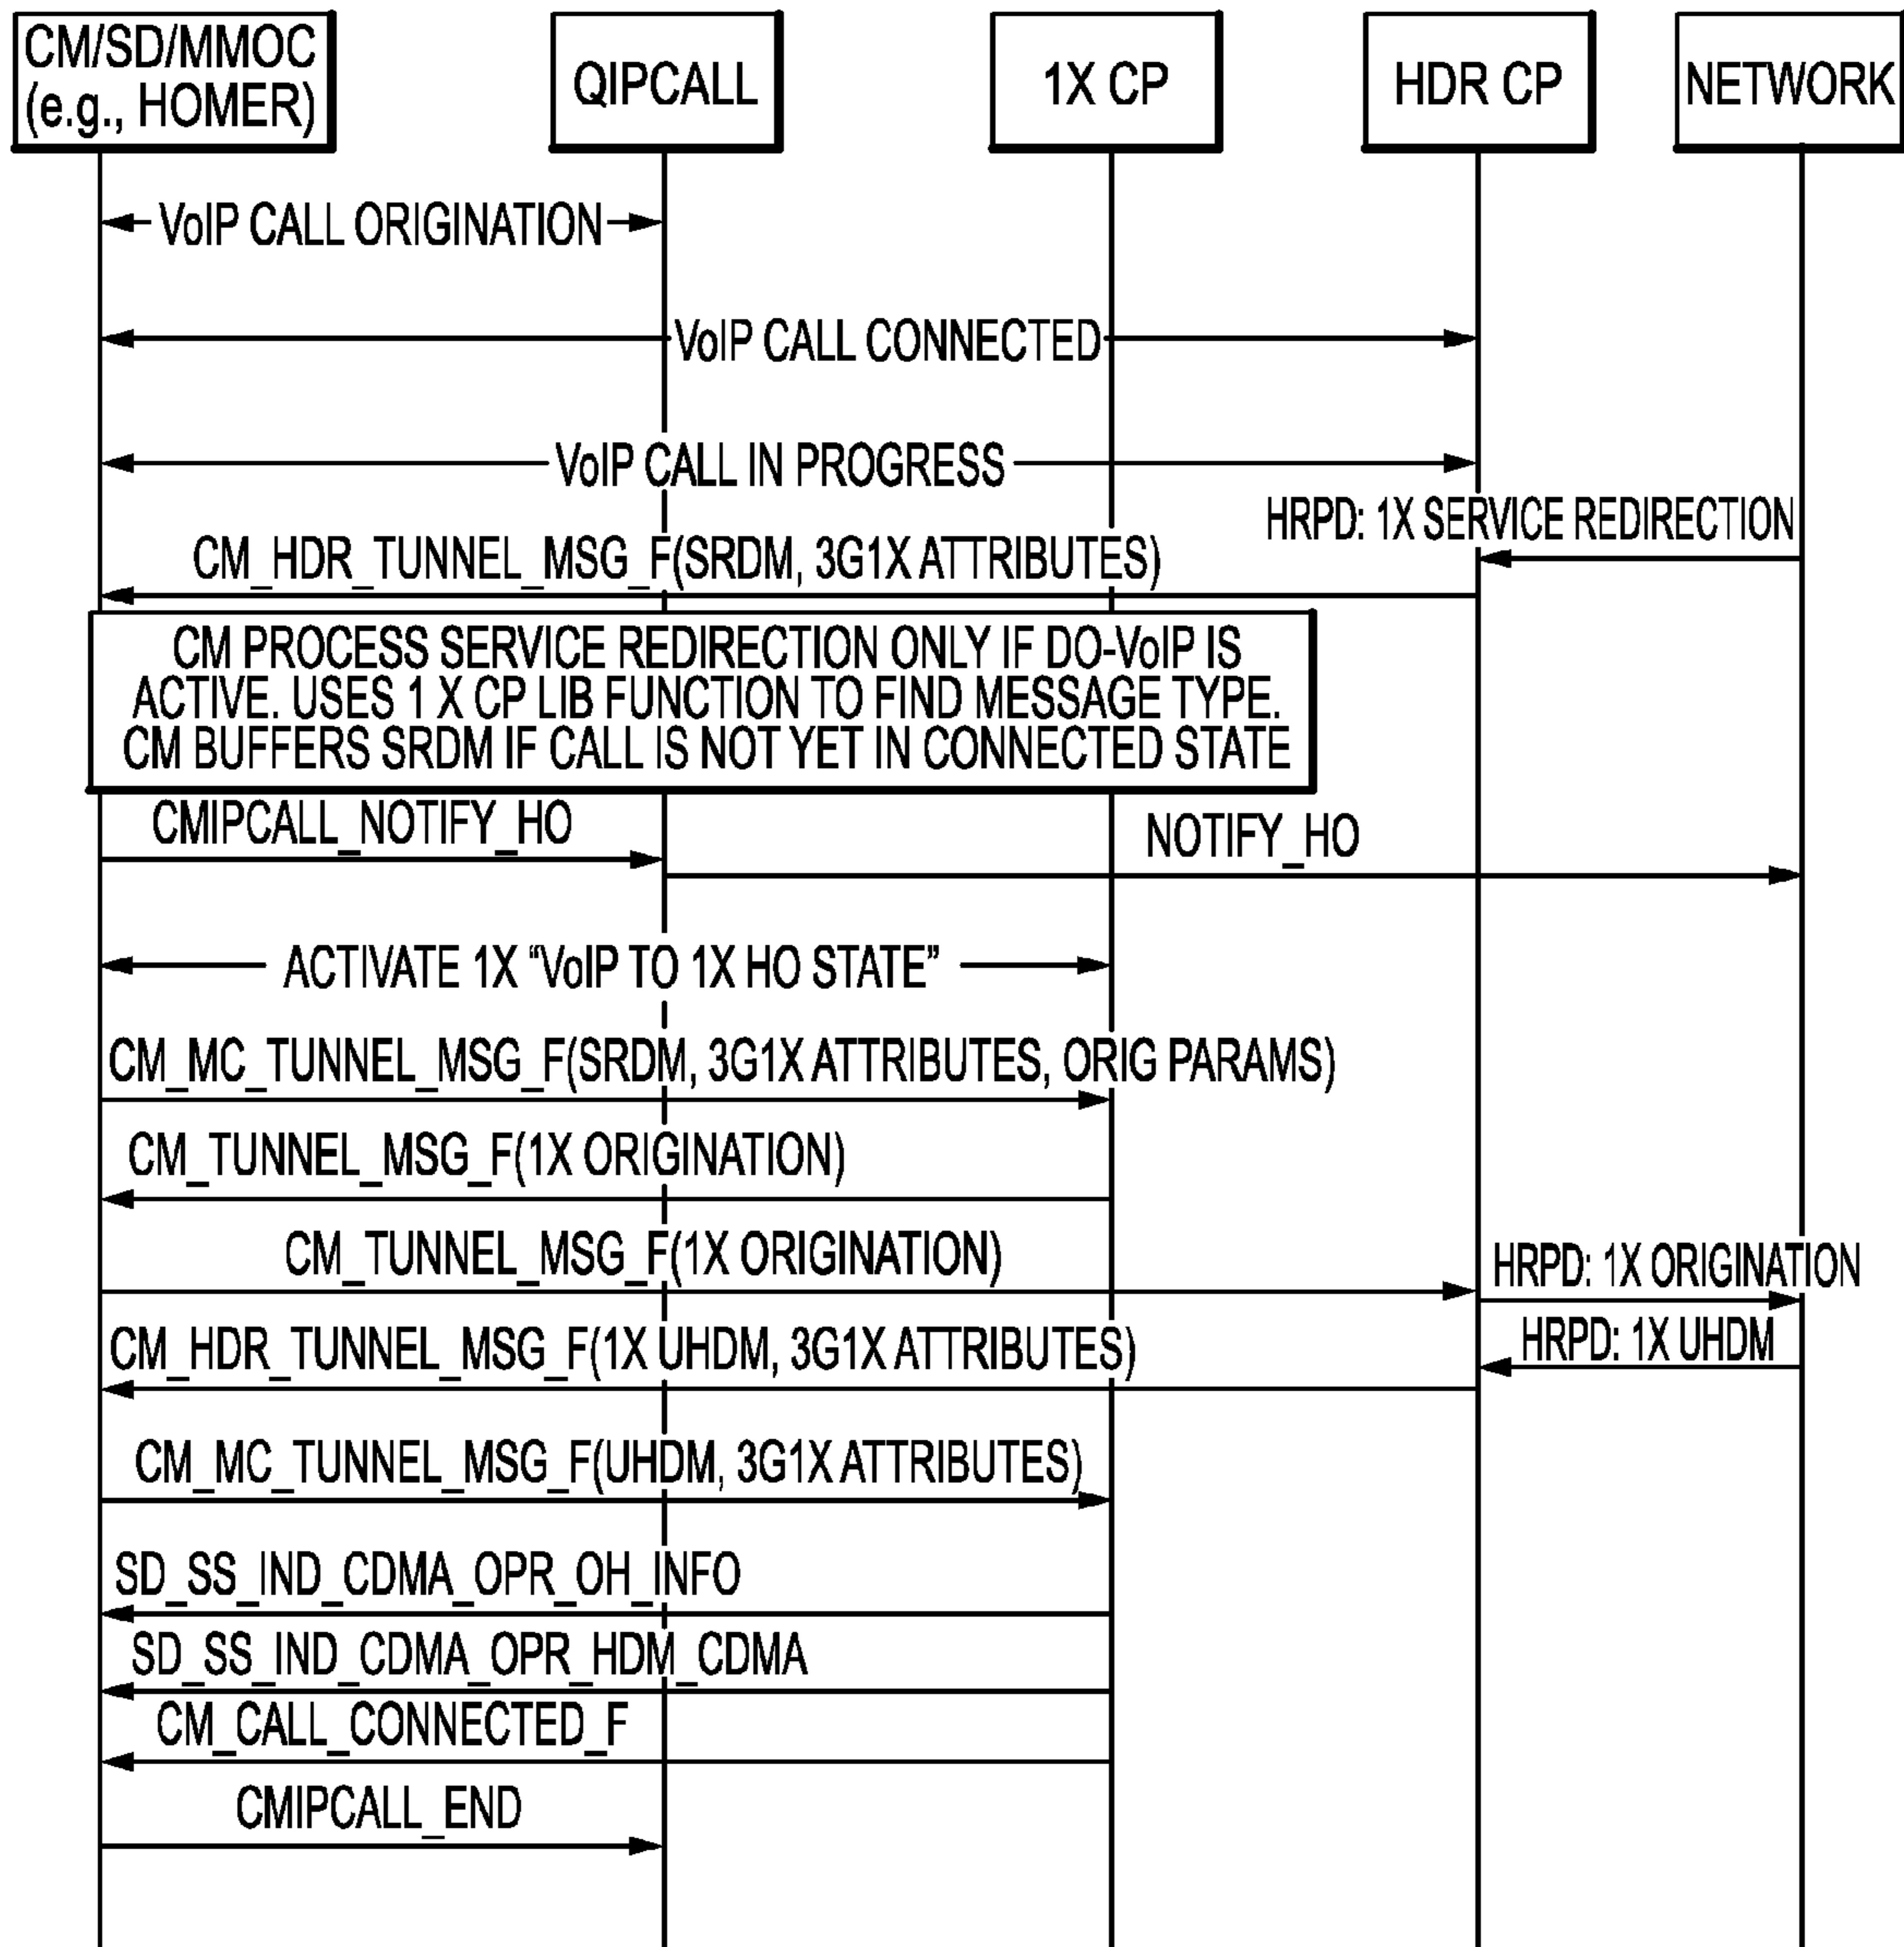 CM/SD/MMOC
(e.g., HOMER)
QIPCALL
1X CP
HDR CP
NETWORK
VoIP CALL ORIGINATION
VoIP CALL CONNECTED
VoIP CALL IN PROGRESS
HRPD: 1X SERVICE REDIRECTION
CM_HDR_TUNNEL_MSG_F(SRDM, 3G1X ATTRIBUTES)
CM PROCESS SERVICE REDIRECTION ONLY IF DO-VoIP IS
ACTIVE. USES 1 X CP LIB FUNCTION TO FIND MESSAGE TYPE.
CM BUFFERS SRDM IF CALL IS NOT YET IN CONNECTED STATE
CMIPCALL_NOTIFY_HO
NOTIFY_HO
ACTIVATE 1X “VoIP TO 1X HO STATE”
CM_MC_TUNNEL_MSG_F(SRDM, 3G1X ATTRIBUTES, ORIG PARAMS)
CM_TUNNEL_MSG_F(1X ORIGINATION)
CM_TUNNEL_MSG_F(1X ORIGINATION)
HRPD: 1X ORIGINATION
CM_HDR_TUNNEL_MSG_F(1X UHDM, 3G1X ATTRIBUTES)
HRPD: 1X UHDM
CM_MC_TUNNEL_MSG_F(UHDM, 3G1X ATTRIBUTES)
SD_SS_IND_CDMA_OPR_OH_INFO
SD_SS_IND_CDMA_OPR_HDM_CDMA
CM_CALL_CONNECTED_F
CMIPCALL_END